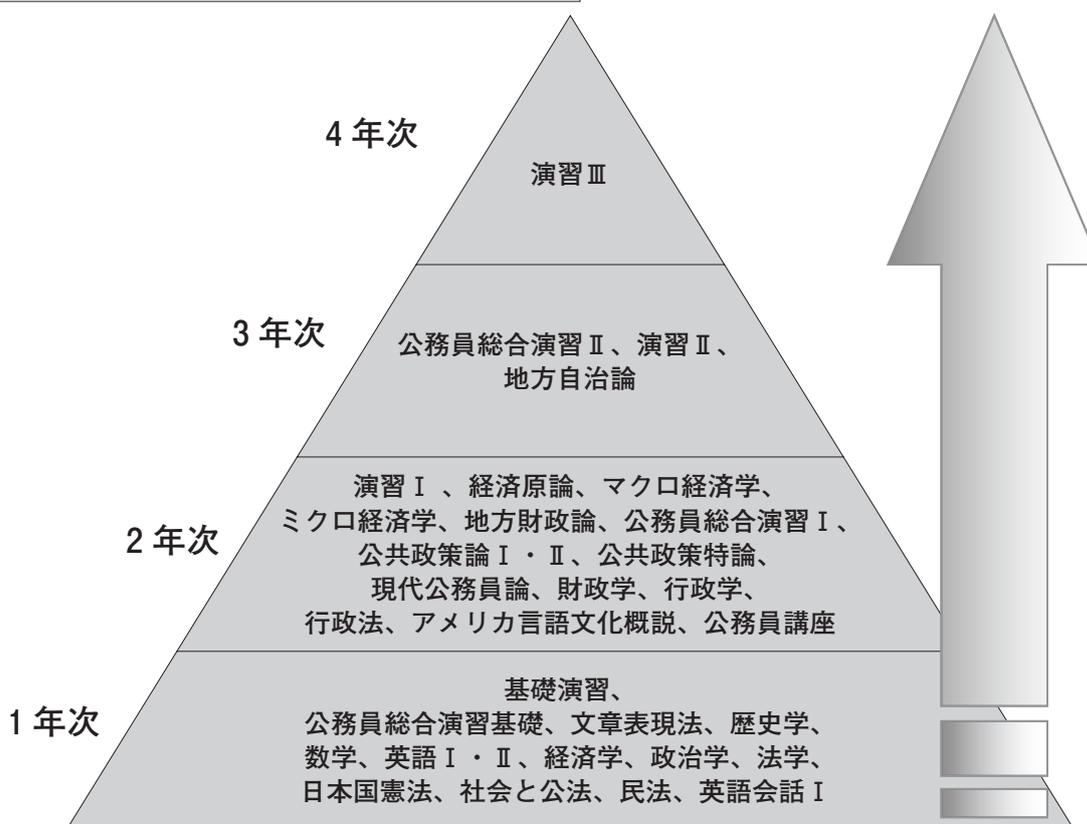 4年次
演習Ⅲ
3年次
公務員総合演習Ⅱ、演習Ⅱ、
地方自治論
2年次
演習Ⅰ 、経済原論、マクロ経済学、
ミクロ経済学、地方財政論、公務員総合演習Ⅰ、
公共政策論Ⅰ・Ⅱ、公共政策特論、
現代公務員論、財政学、行政学、
行政法、アメリカ言語文化概説、公務員講座
1年次
基礎演習、
公務員総合演習基礎、文章表現法、歴史学、
数学、英語Ⅰ・Ⅱ、経済学、政治学、法学、
日本国憲法、社会と公法、民法、英語会話Ⅰ